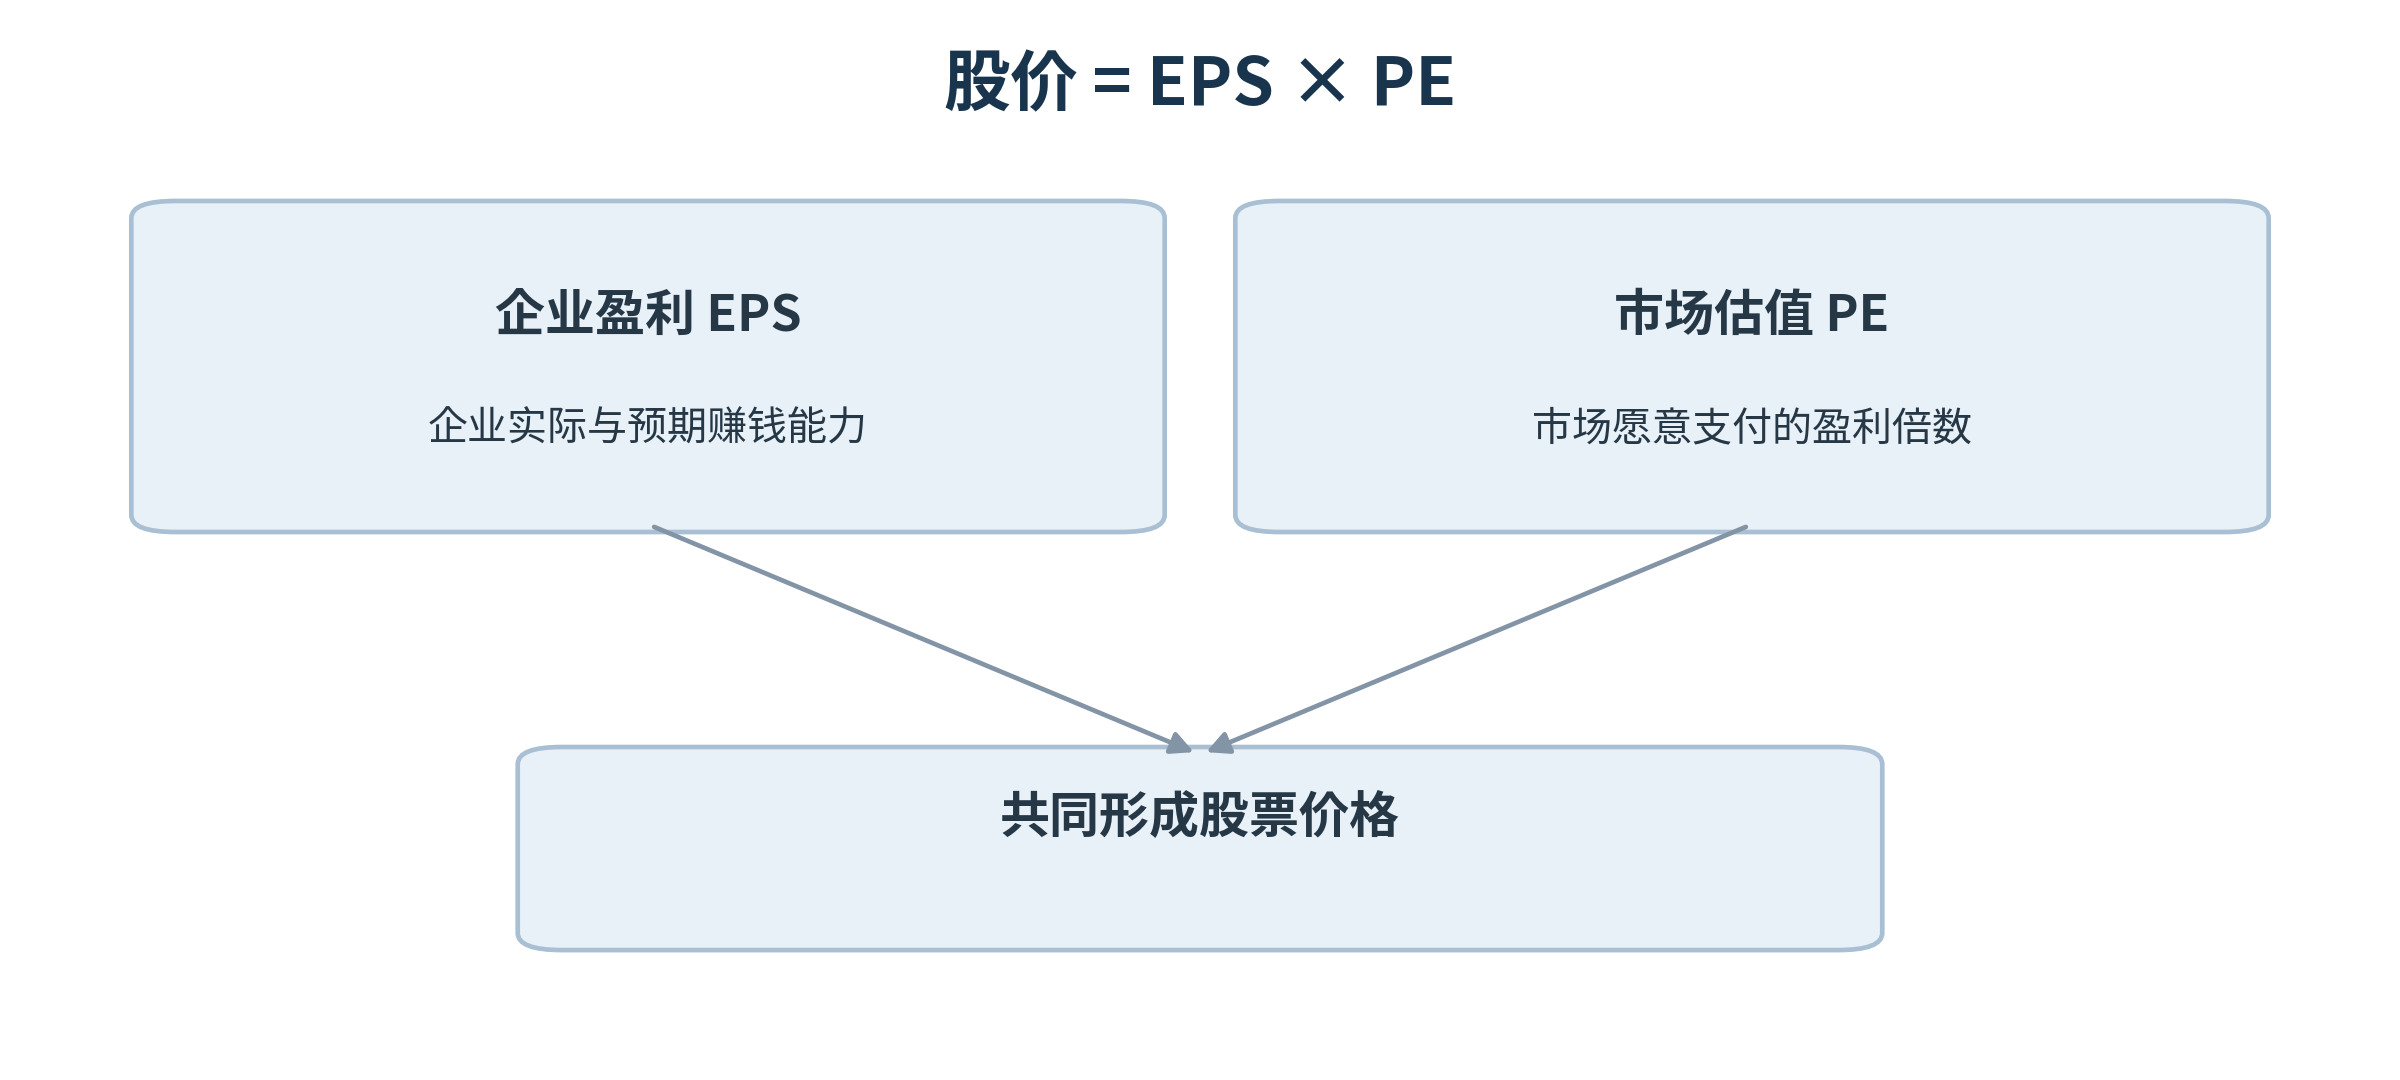 股价 = EPS × PE
企业盈利 EPS
企业实际与预期赚钱能力
市场估值 PE
市场愿意支付的盈利倍数
共同形成股票价格